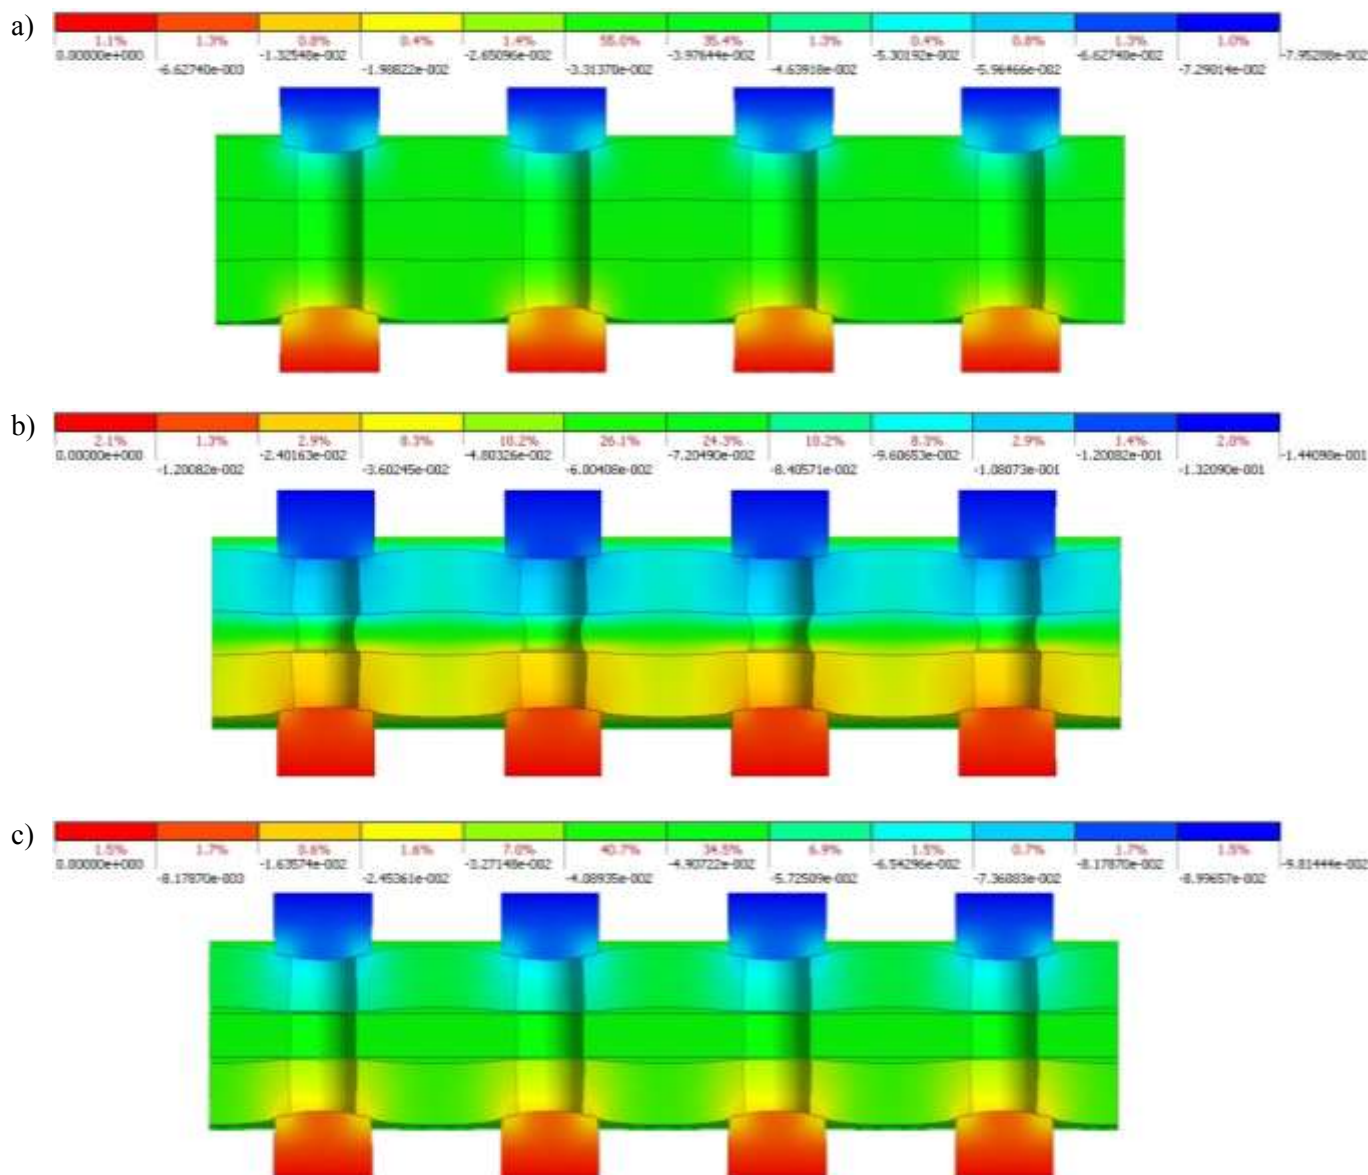 a)
1.1% 1.3% 0.8% 0.4% 1.4% 55.0% 35.4% 1.3% 0.4% 0.8% 1.3% 1.0%
0.00000e+000 -1.32548e-002 -2.65096e-002 -3.97644e-002 -5.30192e-002 -6.62740e-002 -7.95288e-002
-6.62740e-003 -1.98822e-002 -3.31370e-002 -4.63918e-002 -5.96466e-002 -7.29014e-002
b)
2.1% 1.3% 2.9% 8.3% 10.2% 26.1% 24.3% 10.2% 8.3% 2.9% 1.4% 2.0%
0.00000e+000 -2.40163e-002 -4.80326e-002 -7.20490e-002 -9.60653e-002 -1.20082e-001 -1.44098e-001
-1.20082e-002 -3.60245e-002 -6.00408e-002 -8.40571e-002 -1.08073e-001 -1.32090e-001
c)
1.5% 1.7% 0.6% 1.6% 7.0% 40.7% 34.5% 6.9% 1.5% 0.7% 1.7% 1.5%
0.00000e+000 -1.63574e-002 -3.27148e-002 -4.90722e-002 -6.54296e-002 -8.17870e-002 -9.81444e-002
-8.17870e-003 -2.45361e-002 -4.08935e-002 -5.72509e-002 -7.36083e-002 -8.99657e-002